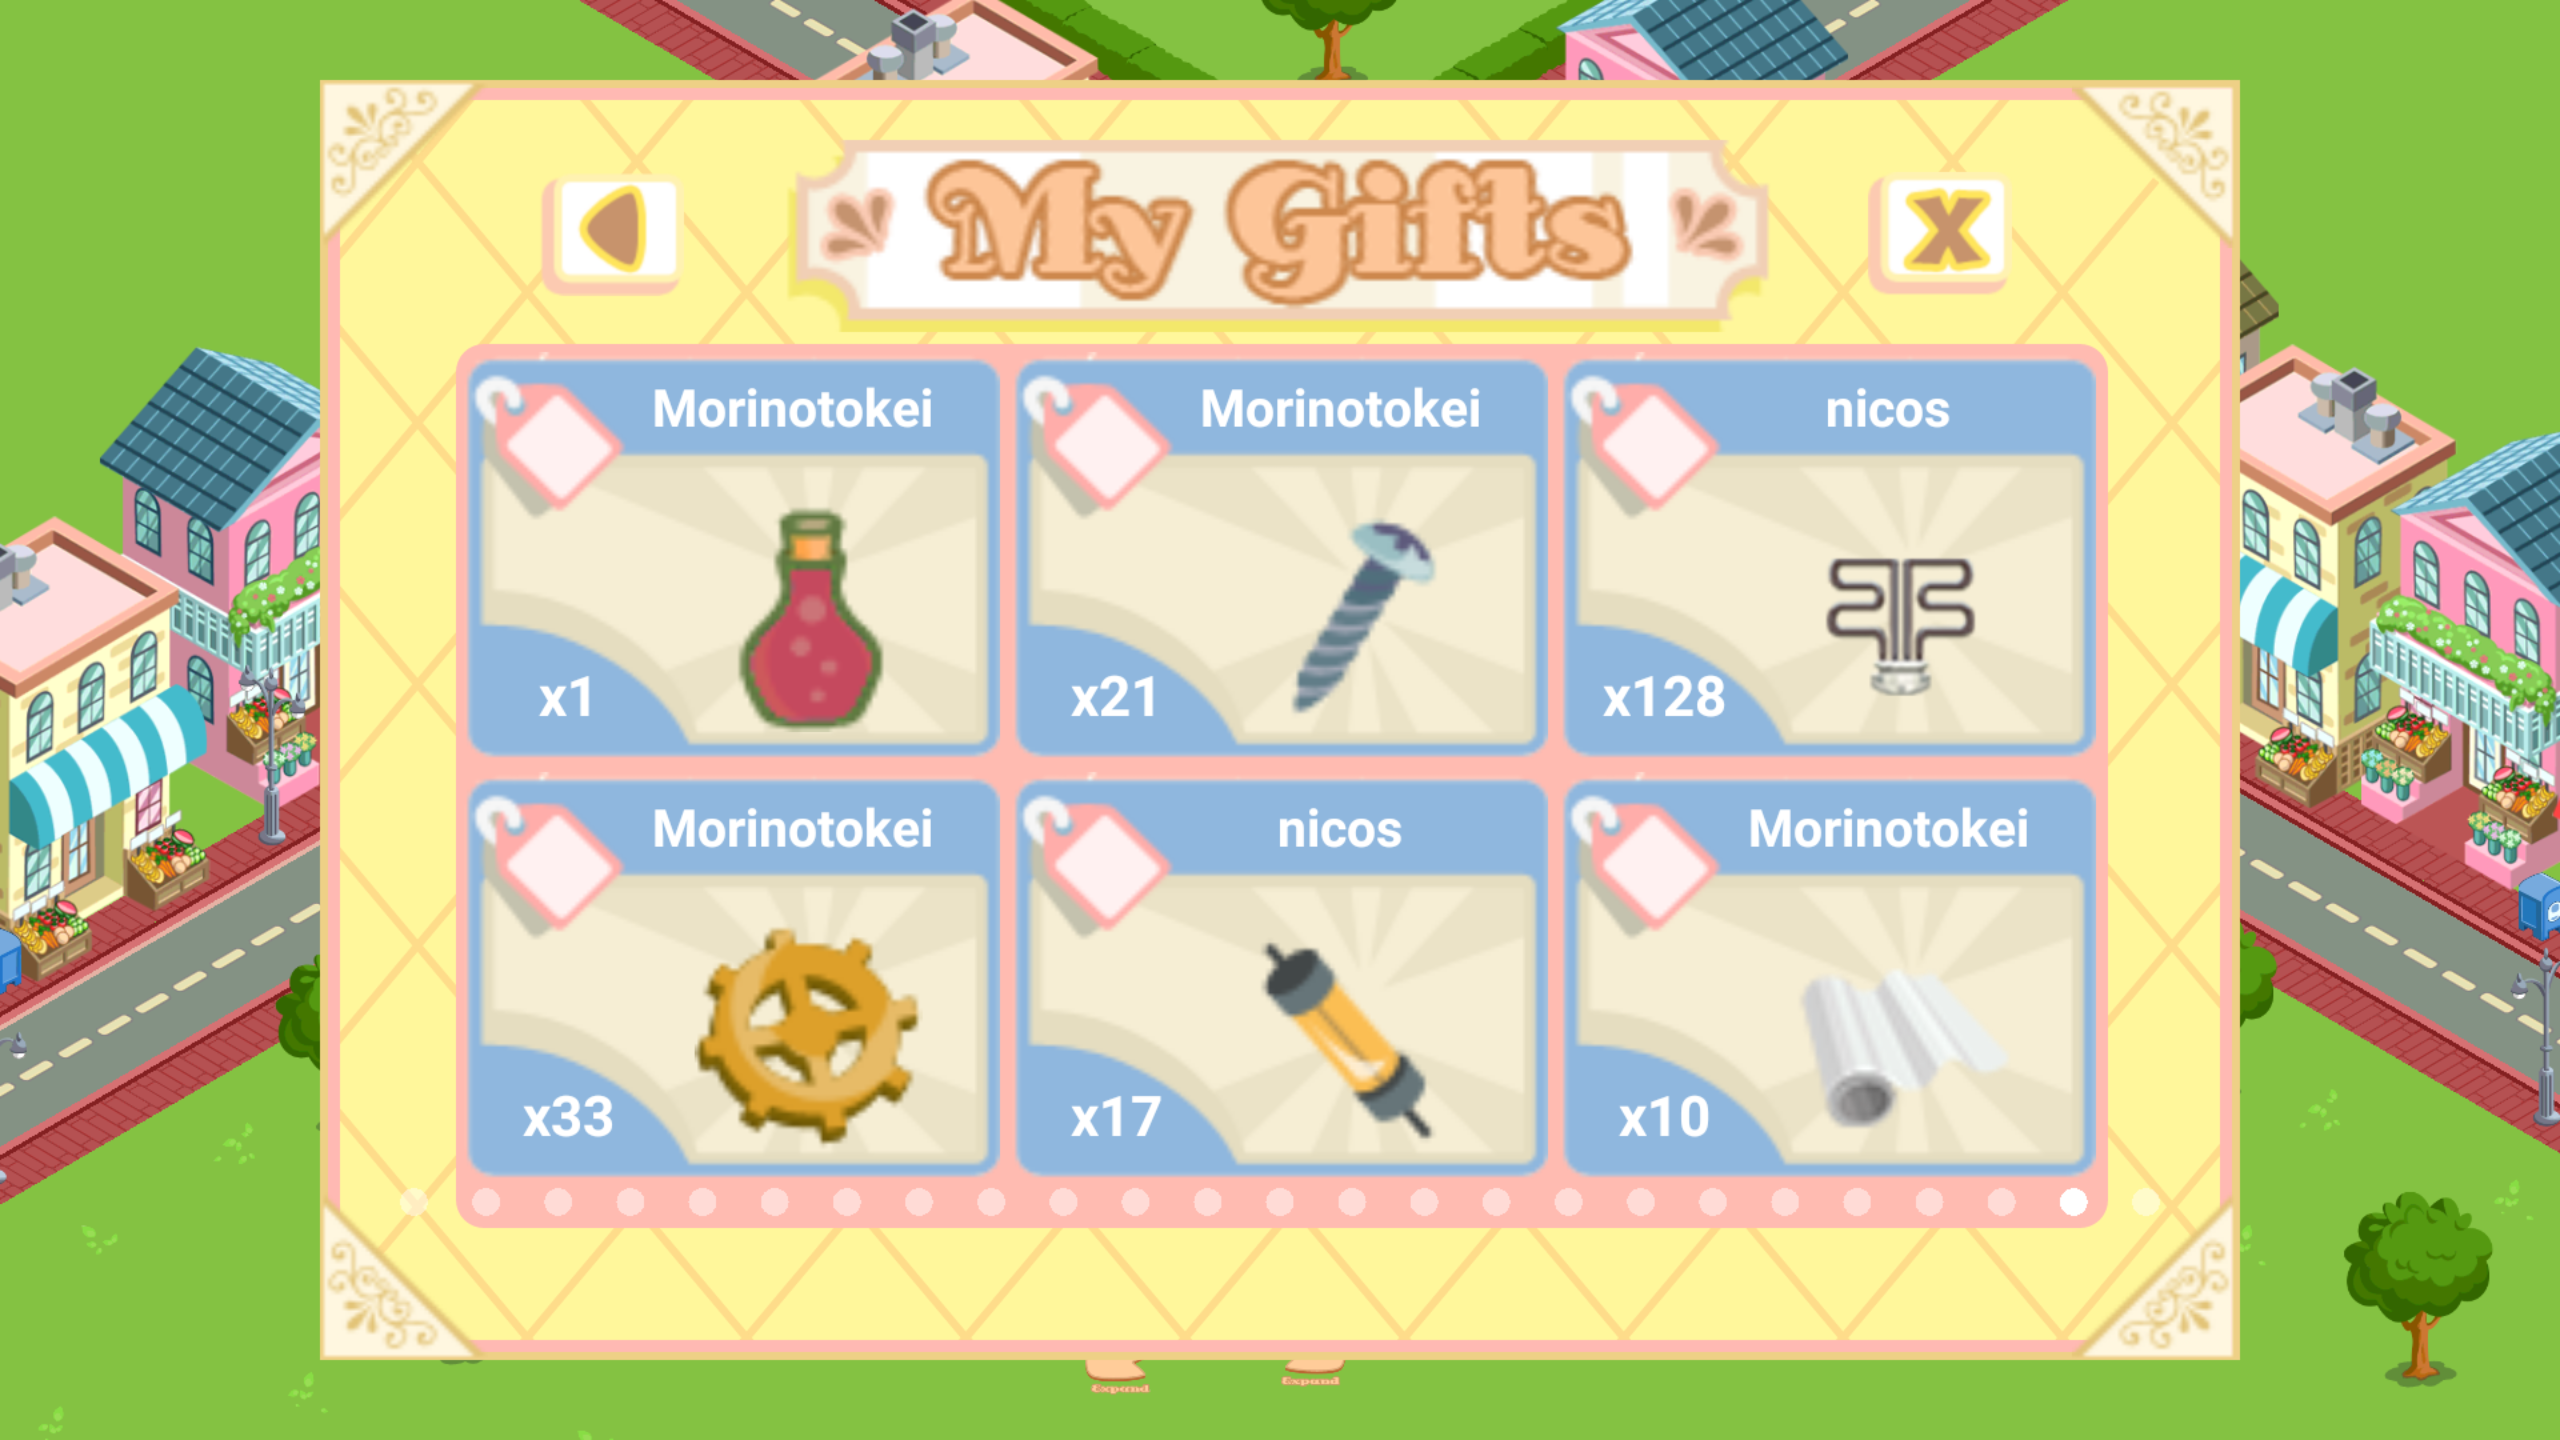 My Gifts
Morinotokei
x1
Morinotokei
x21
nicos
x128
Morinotokei
x33
nicos
x17
Morinotokei
x10
Expand
Expand